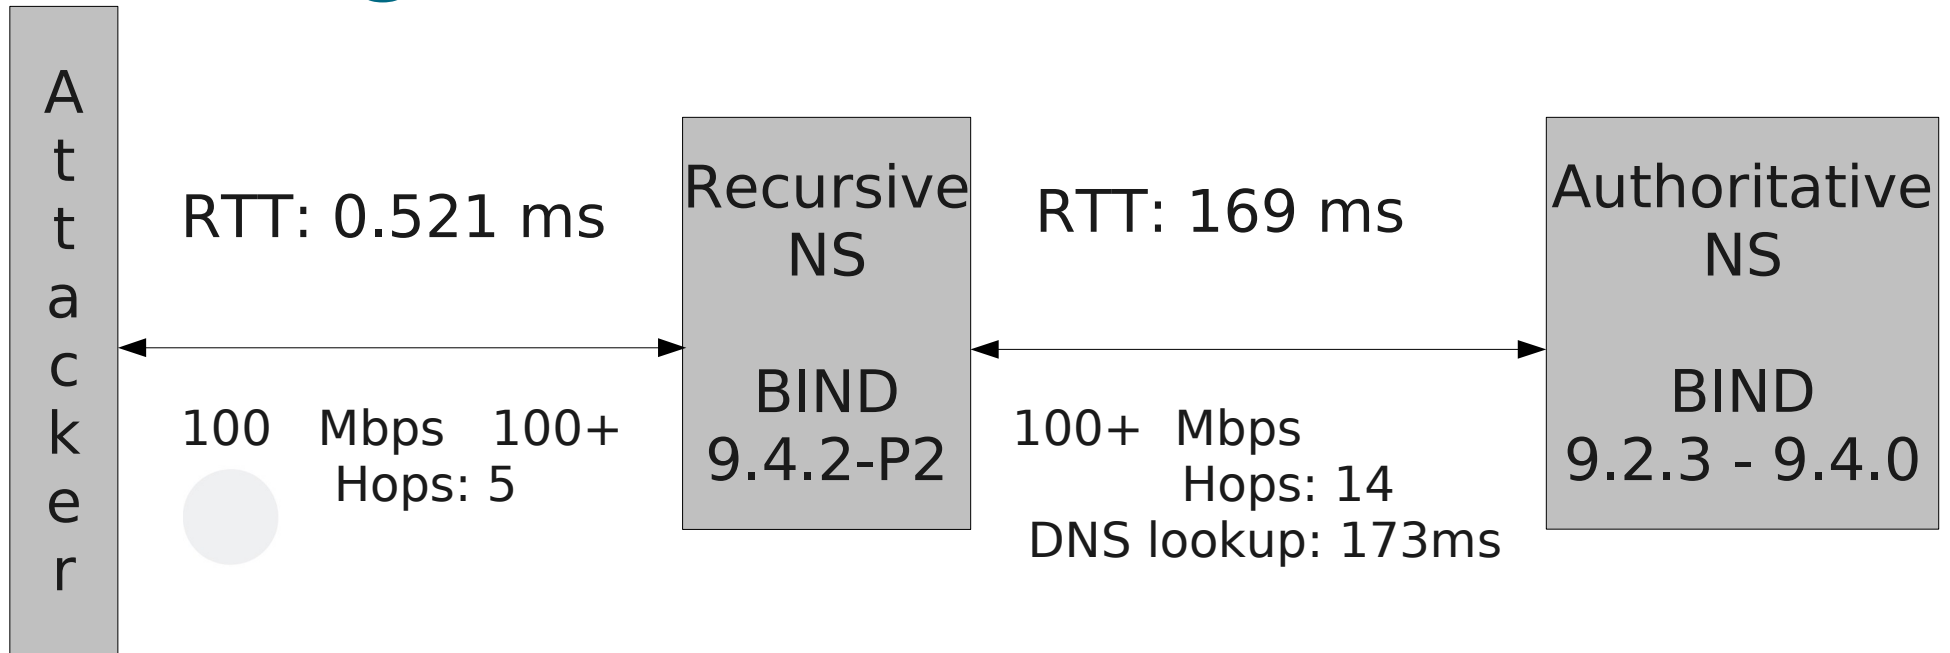 Attacker
RTT: 0.521 ms
100 Mbps 100+
Hops: 5
Recursive
NS
BIND
9.4.2-P2
RTT: 169 ms
100+ Mbps
Hops: 14
DNS lookup: 173ms
Authoritative
NS
BIND
9.2.3 - 9.4.0